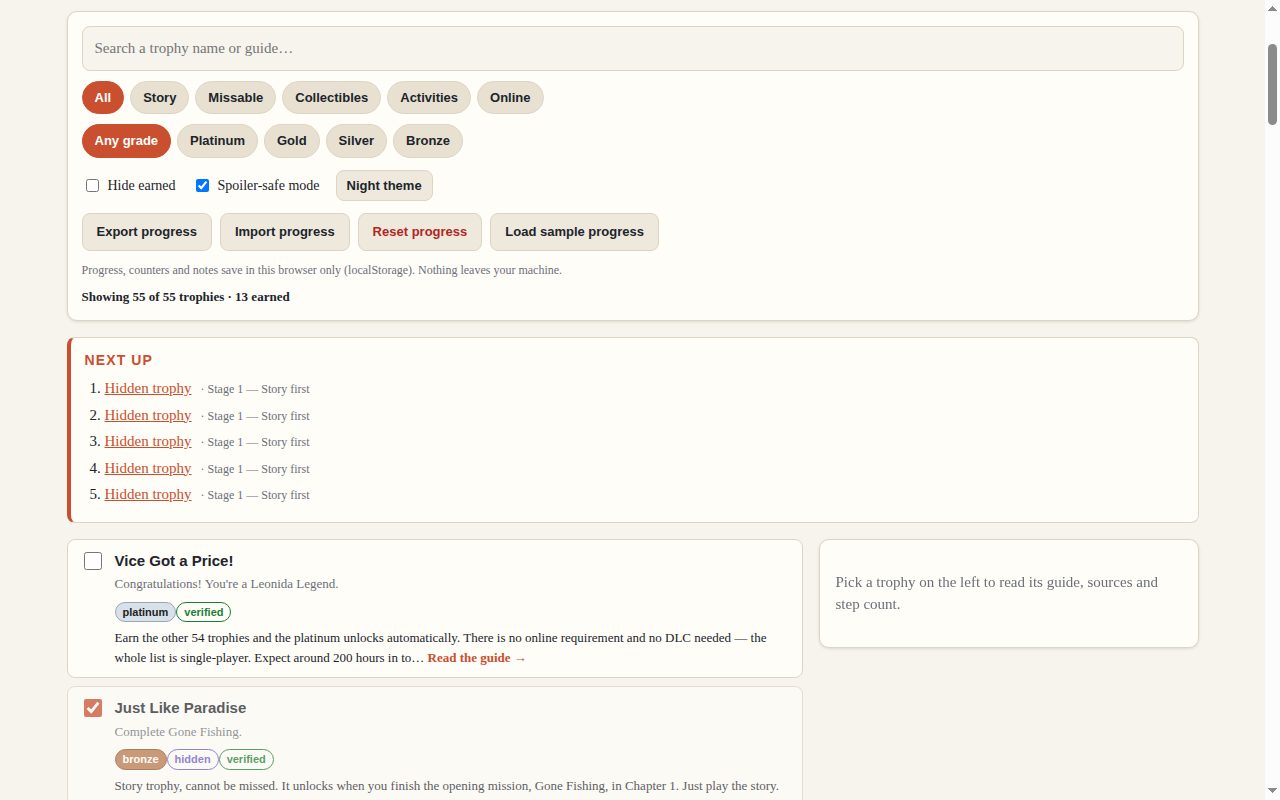 Search a trophy name or guide…
All Story Missable Collectibles Activities Online
Any grade Platinum Gold Silver Bronze
Hide earned Spoiler-safe mode Night theme
Export progress Import progress Reset progress Load sample progress
Progress, counters and notes save in this browser only (localStorage). Nothing leaves your machine.
Showing 55 of 55 trophies · 13 earned
NEXT UP
1. Hidden trophy · Stage 1 — Story first
2. Hidden trophy · Stage 1 — Story first
3. Hidden trophy · Stage 1 — Story first
4. Hidden trophy · Stage 1 — Story first
5. Hidden trophy · Stage 1 — Story first
Vice Got a Price!
Congratulations! You're a Leonida Legend.
platinum verified
Earn the other 54 trophies and the platinum unlocks automatically. There is no online requirement and no DLC needed — the
whole list is single-player. Expect around 200 hours in to… Read the guide →
Pick a trophy on the left to read its guide, sources and
step count.
Just Like Paradise
Complete Gone Fishing.
bronze hidden verified
Story trophy, cannot be missed. It unlocks when you finish the opening mission, Gone Fishing, in Chapter 1. Just play the story.